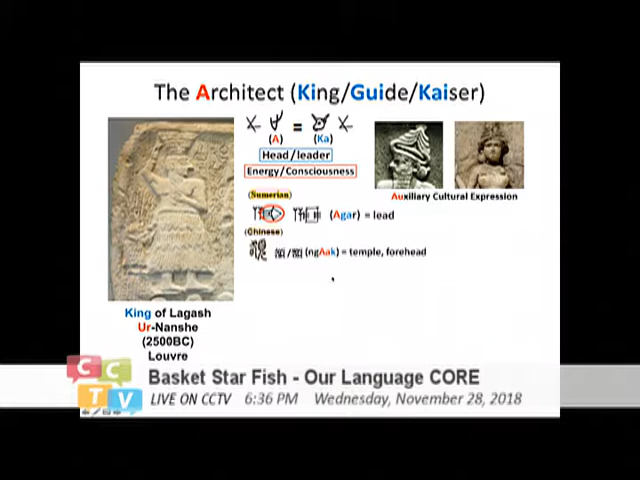 The Architect (King/Guide/Kaiser)
=
(A) (Ka)
Head/leader
Energy/Consciousness
Auxiliary Cultural Expression
(Sumerian)
(Agar) = lead
(Chinese)
(ngAak) = temple, forehead
King of Lagash
Ur-Nanshe
(2500BC)
Louvre
CCTV
Basket Star Fish - Our Language CORE
LIVE ON CCTV 6:36 PM Wednesday, November 28, 2018